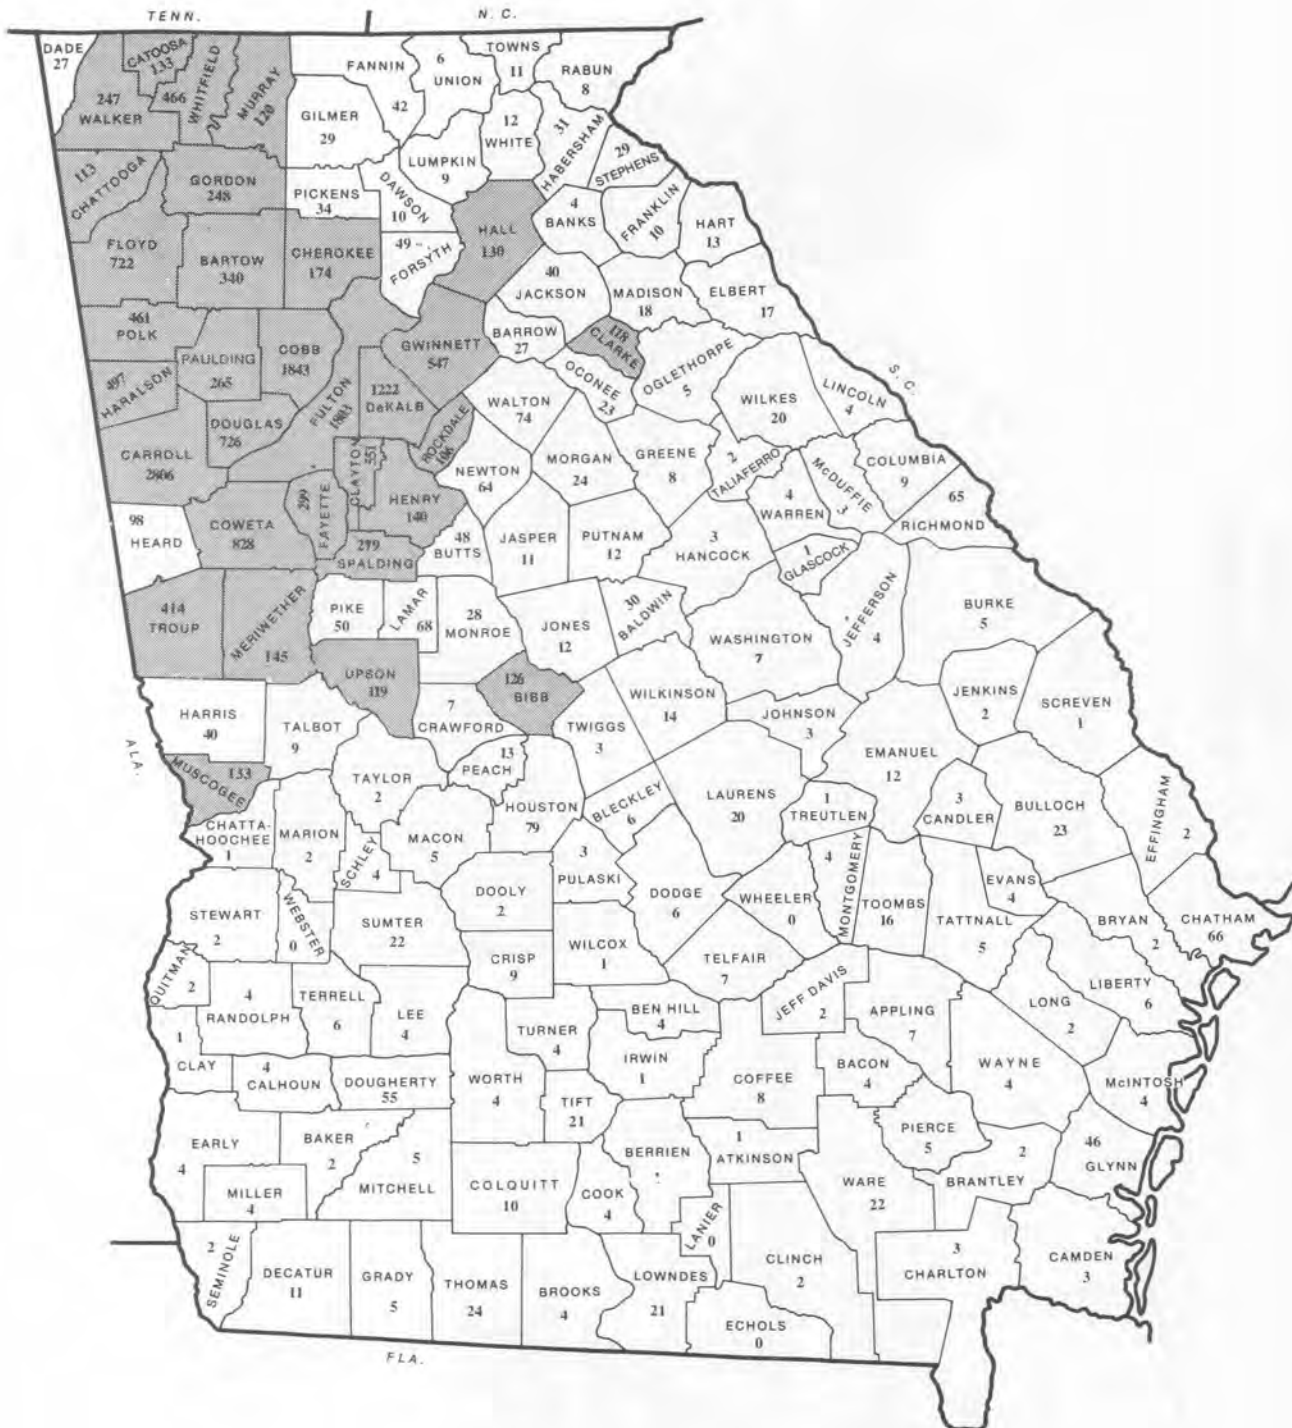 TENN.
N.C.
DADE
27
CATOOSA
133
247
WALKER
466
WHITFIELD
MURRAY
120
FANNIN
42
6
UNION
TOWNS
11
RABUN
8
GILMER
29
12
WHITE
31
HABERSHAM
29
STEPHENS
LUMPKIN
9
113
CHATTOOGA
GORDON
248
PICKENS
34
DAWSON
10
HALL
130
4
BANKS
FRANKLIN
10
HART
13
FLOYD
722
BARTOW
340
CHEROKEE
174
49
FORSYTH
40
JACKSON
MADISON
18
ELBERT
17
461
POLK
PAULDING
265
COBB
1843
GWINNETT
547
BARROW
27
118
CLARKE
OCONEE
23
OGLETHORPE
5
WILKES
20
LINCOLN
4
S.C.
497
HARALSON
DOUGLAS
726
FULTON
1803
1222
DeKALB
ROCKDALE
106
WALTON
74
CARROLL
2806
CLAYTON
551
NEWTON
64
MORGAN
24
GREENE
8
2
TALIAFERRO
McDUFFIE
3
COLUMBIA
9
65
RICHMOND
4
WARREN
98
HEARD
COWETA
828
299
FAYETTE
HENRY
140
279
SPALDING
48
BUTTS
JASPER
11
PUTNAM
12
3
HANCOCK
1
GLASCOCK
JEFFERSON
4
BURKE
5
414
TROUP
MERIWETHER
145
PIKE
50
LAMAR
68
28
MONROE
JONES
12
30
BALDWIN
WASHINGTON
7
UPSON
119
126
BIBB
7
CRAWFORD
TWIGGS
3
WILKINSON
14
JOHNSON
3
JENKINS
2
SCREVEN
1
HARRIS
40
TALBOT
9
ALA.
133
MUSCOGEE
TAYLOR
2
13
PEACH
HOUSTON
79
BLECKLEY
6
LAURENS
20
1
TREUTLEN
EMANUEL
12
3
CANDLER
BULLOCH
23
EFFINGHAM
2
CHATTA-
HOOCHEE
1
MARION
2
SCHLEY
4
MACON
5
3
PULASKI
DODGE
6
WHEELER
0
4
MONTGOMERY
TOOMBS
16
TATTNALL
5
EVANS
4
BRYAN
2
CHATHAM
66
STEWART
2
WEBSTER
0
SUMTER
22
DOOLY
2
CRISP
9
WILCOX
1
TELFAIR
7
QUITMAN
2
4
RANDOLPH
TERRELL
6
LEE
4
TURNER
4
BEN HILL
4
JEFF DAVIS
2
APPLING
7
LONG
2
LIBERTY
6
1
CLAY
4
CALHOUN
DOUGHERTY
55
WORTH
4
TIFT
21
IRWIN
1
COFFEE
8
BACON
4
WAYNE
4
McINTOSH
4
EARLY
4
BAKER
2
5
MITCHELL
MILLER
4
COLQUITT
10
COOK
4
BERRIEN
1
ATKINSON
WARE
22
PIERCE
5
2
BRANTLEY
46
GLYNN
LANIER
0
2
SEMINOLE
DECATUR
11
GRADY
5
THOMAS
24
BROOKS
4
LOWNDES
21
ECHOLS
0
CLINCH
2
3
CHARLTON
CAMDEN
3
FLA.